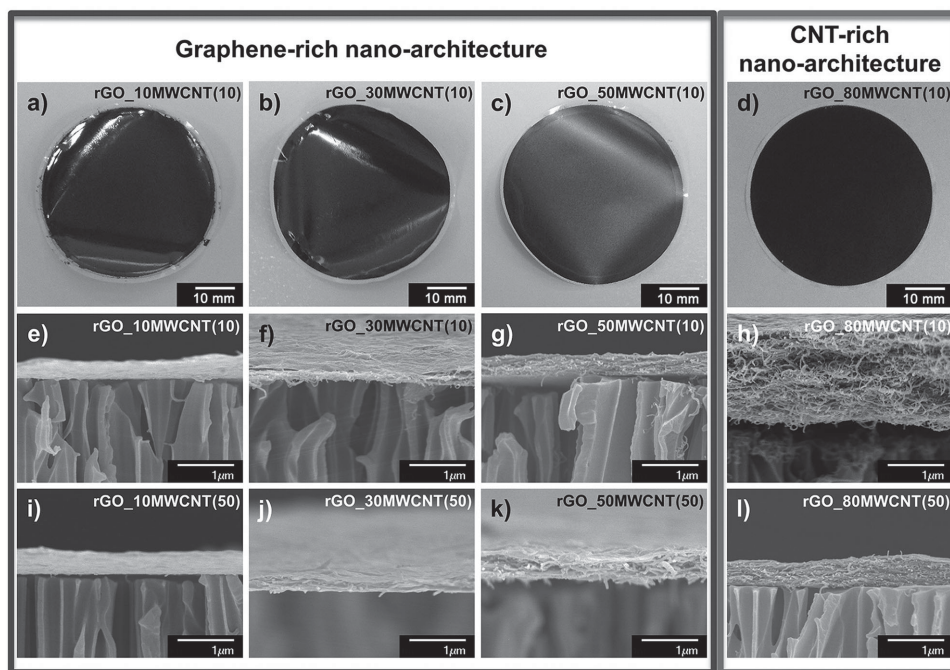 Graphene-rich nano-architecture
CNT-rich
nano-architecture
a) rGO_10MWCNT(10)
10 mm
b) rGO_30MWCNT(10)
10 mm
c) rGO_50MWCNT(10)
10 mm
d) rGO_80MWCNT(10)
10 mm
e) rGO_10MWCNT(10)
1μm
f) rGO_30MWCNT(10)
1μm
g) rGO_50MWCNT(10)
1μm
h) rGO_80MWCNT(10)
1μm
i) rGO_10MWCNT(50)
1μm
j) rGO_30MWCNT(50)
1μm
k) rGO_50MWCNT(50)
1μm
l) rGO_80MWCNT(50)
1μm